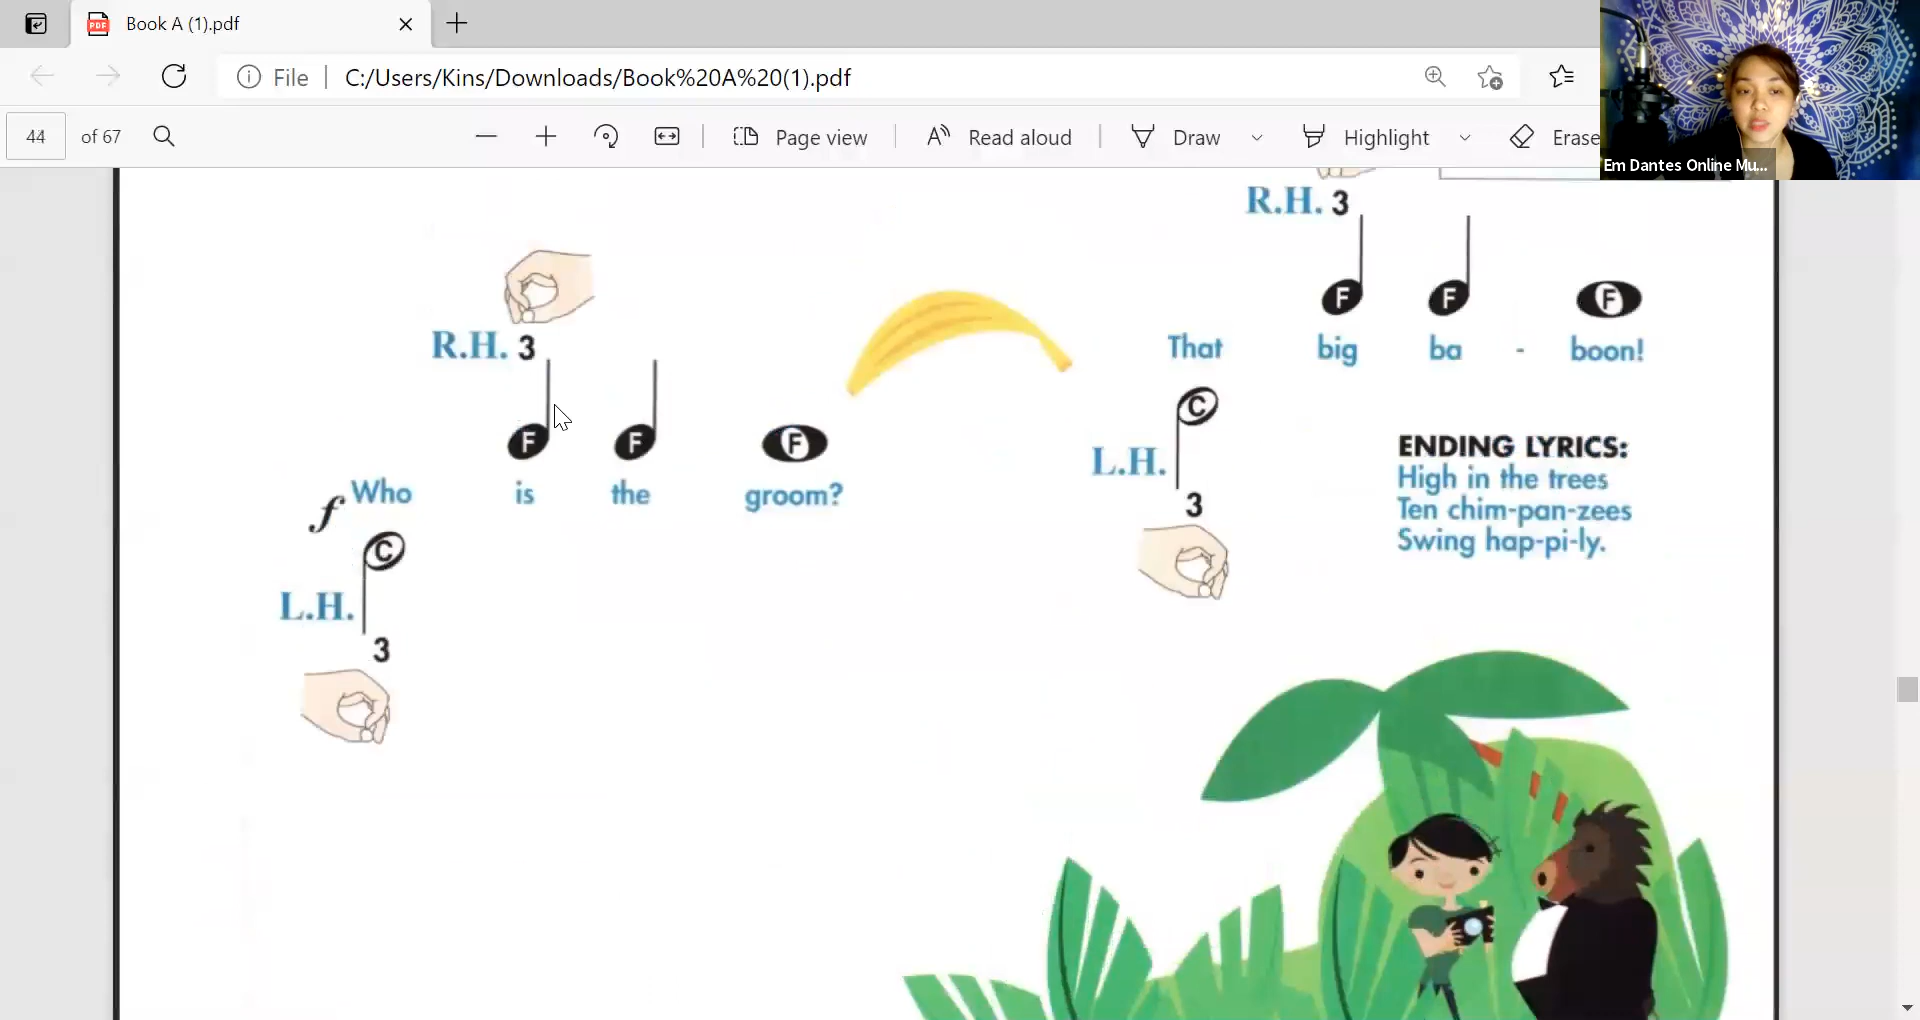 Book A (1).pdf
File
C:/Users/Kins/Downloads/Book%20A%20(1).pdf
44 of 67
Page view
Read aloud
Draw
Highlight
Erase
Em Dantes Online Mu...
R.H. 3
F F F
Who is the groom?
f
C
L.H.
3
R.H. 3
F F F
That big ba - boon!
C
L.H.
3
ENDING LYRICS:
High in the trees
Ten chim-pan-zees
Swing hap-pi-ly.